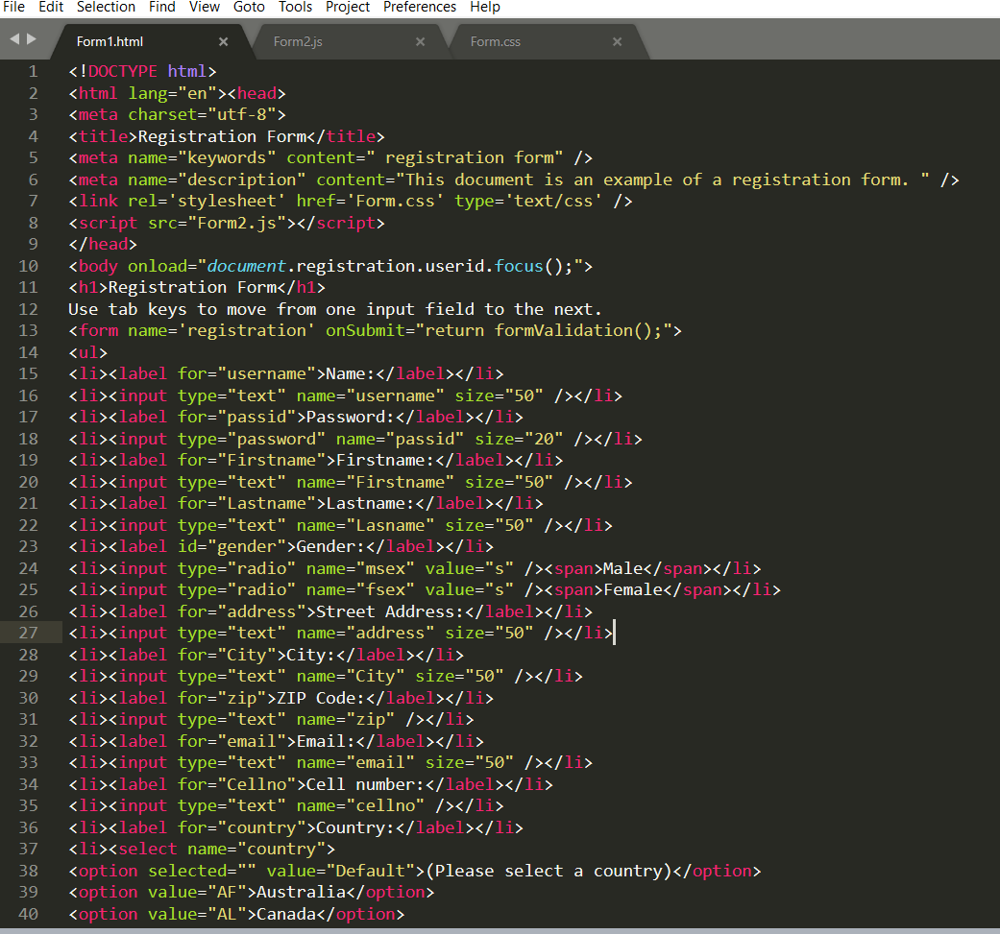 File Edit Selection Find View Goto Tools Project Preferences Help
Form1.html × Form2.js × Form.css ×
1 <!DOCTYPE html>
2 <html lang="en"><head>
3 <meta charset="utf-8">
4 <title>Registration Form</title>
5 <meta name="keywords" content=" registration form" />
6 <meta name="description" content="This document is an example of a registration form. " />
7 <link rel='stylesheet' href='Form.css' type='text/css' />
8 <script src="Form2.js"></script>
9 </head>
10 <body onload="document.registration.userid.focus();">
11 <h1>Registration Form</h1>
12 Use tab keys to move from one input field to the next.
13 <form name='registration' onSubmit="return formValidation();">
14 <ul>
15 <li><label for="username">Name:</label></li>
16 <li><input type="text" name="username" size="50" /></li>
17 <li><label for="passid">Password:</label></li>
18 <li><input type="password" name="passid" size="20" /></li>
19 <li><label for="Firstname">Firstname:</label></li>
20 <li><input type="text" name="Firstname" size="50" /></li>
21 <li><label for="Lastname">Lastname:</label></li>
22 <li><input type="text" name="Lasname" size="50" /></li>
23 <li><label id="gender">Gender:</label></li>
24 <li><input type="radio" name="msex" value="s" /><span>Male</span></li>
25 <li><input type="radio" name="fsex" value="s" /><span>Female</span></li>
26 <li><label for="address">Street Address:</label></li>
27 <li><input type="text" name="address" size="50" /></li>
28 <li><label for="City">City:</label></li>
29 <li><input type="text" name="City" size="50" /></li>
30 <li><label for="zip">ZIP Code:</label></li>
31 <li><input type="text" name="zip" /></li>
32 <li><label for="email">Email:</label></li>
33 <li><input type="text" name="email" size="50" /></li>
34 <li><label for="Cellno">Cell number:</label></li>
35 <li><input type="text" name="cellno" /></li>
36 <li><label for="country">Country:</label></li>
37 <li><select name="country">
38 <option selected="" value="Default">(Please select a country)</option>
39 <option value="AF">Australia</option>
40 <option value="AL">Canada</option>